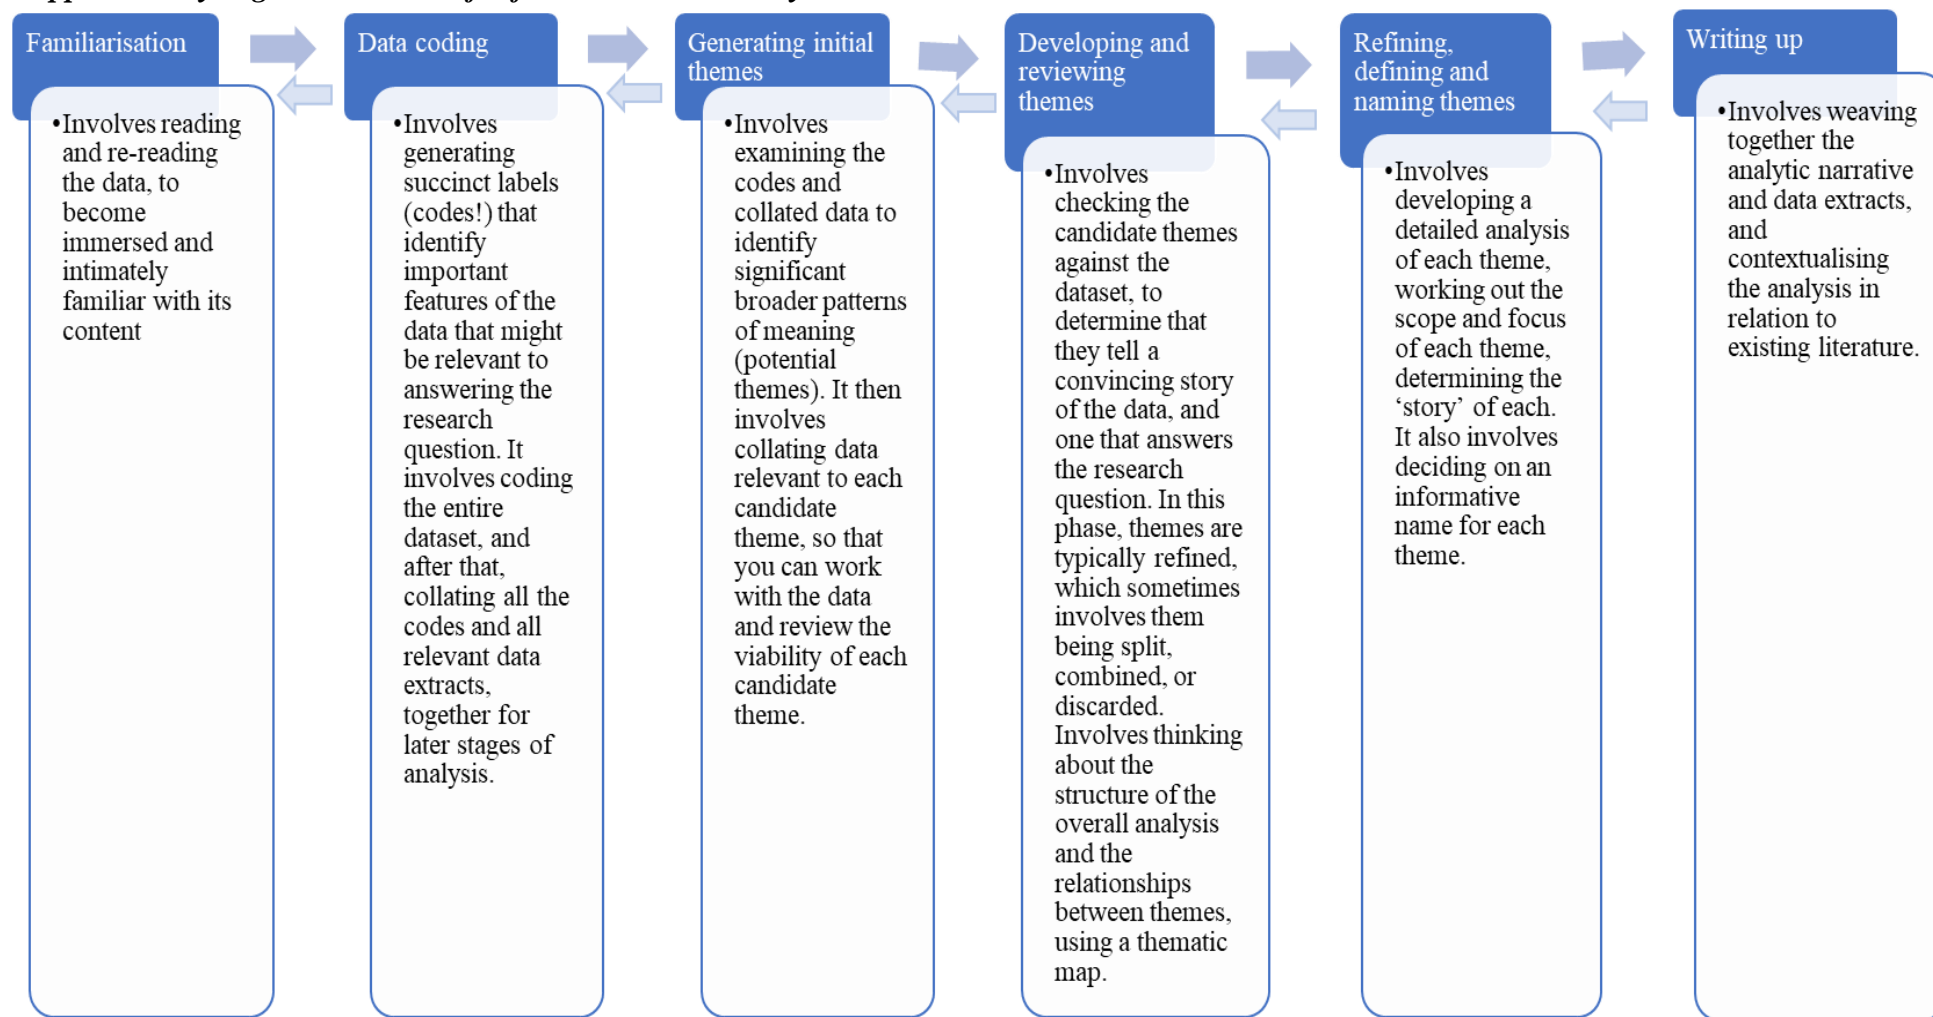 Familiarisation
•Involves reading
and re-reading
the data, to
become
immersed and
intimately
familiar with its
content
Data coding
•Involves
generating
succinct labels
(codes!) that
identify
important
features of the
data that might
be relevant to
answering the
research
question. It
involves coding
the entire
dataset, and
after that,
collating all the
codes and all
relevant data
extracts,
together for
later stages of
analysis.
Generating initial
themes
•Involves
examining the
codes and
collated data to
identify
significant
broader patterns
of meaning
(potential
themes). It then
involves
collating data
relevant to each
candidate
theme, so that
you can work
with the data
and review the
viability of each
candidate
theme.
Developing and
reviewing
themes
•Involves
checking the
candidate themes
against the
dataset, to
determine that
they tell a
convincing story
of the data, and
one that answers
the research
question. In this
phase, themes are
typically refined,
which sometimes
involves them
being split,
combined, or
discarded.
Involves thinking
about the
structure of the
overall analysis
and the
relationships
between themes,
using a thematic
map.
Refining,
defining and
naming themes
•Involves
developing a
detailed analysis
of each theme,
working out the
scope and focus
of each theme,
determining the
‘story’ of each.
It also involves
deciding on an
informative
name for each
theme.
Writing up
•Involves weaving
together the
analytic narrative
and data extracts,
and
contextualising
the analysis in
relation to
existing literature.